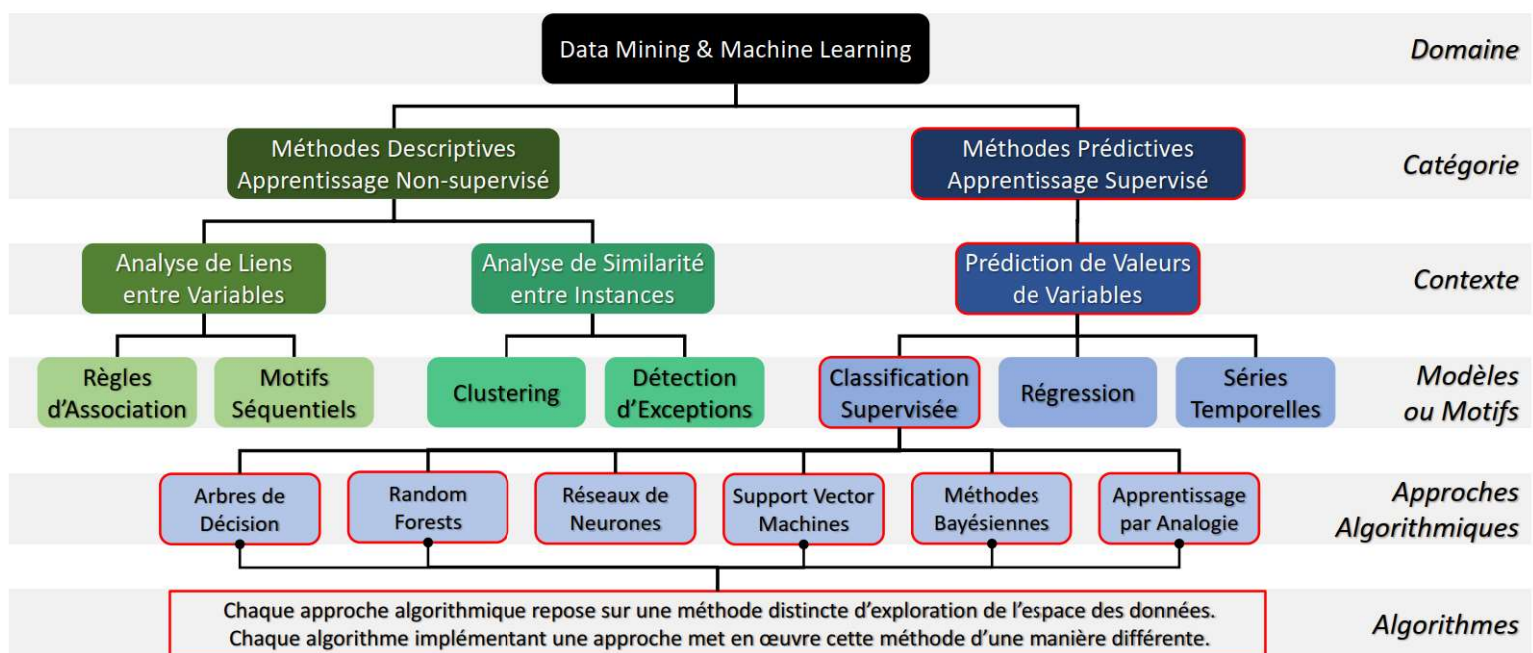 Data Mining & Machine Learning
Domaine
Méthodes Descriptives
Apprentissage Non-supervisé
Méthodes Prédictives
Apprentissage Supervisé
Catégorie
Analyse de Liens
entre Variables
Analyse de Similarité
entre Instances
Prédiction de Valeurs
de Variables
Contexte
Règles
d'Association
Motifs
Séquentiels
Clustering
Détection
d'Exceptions
Classification
Supervisée
Régression
Séries
Temporelles
Modèles
ou Motifs
Arbres de
Décision
Random
Forests
Réseaux de
Neurones
Support Vector
Machines
Méthodes
Bayésiennes
Apprentissage
par Analogie
Approches
Algorithmiques
Chaque approche algorithmique repose sur une méthode distincte d'exploration de l'espace des données.
Chaque algorithme implémentant une approche met en œuvre cette méthode d'une manière différente.
Algorithmes